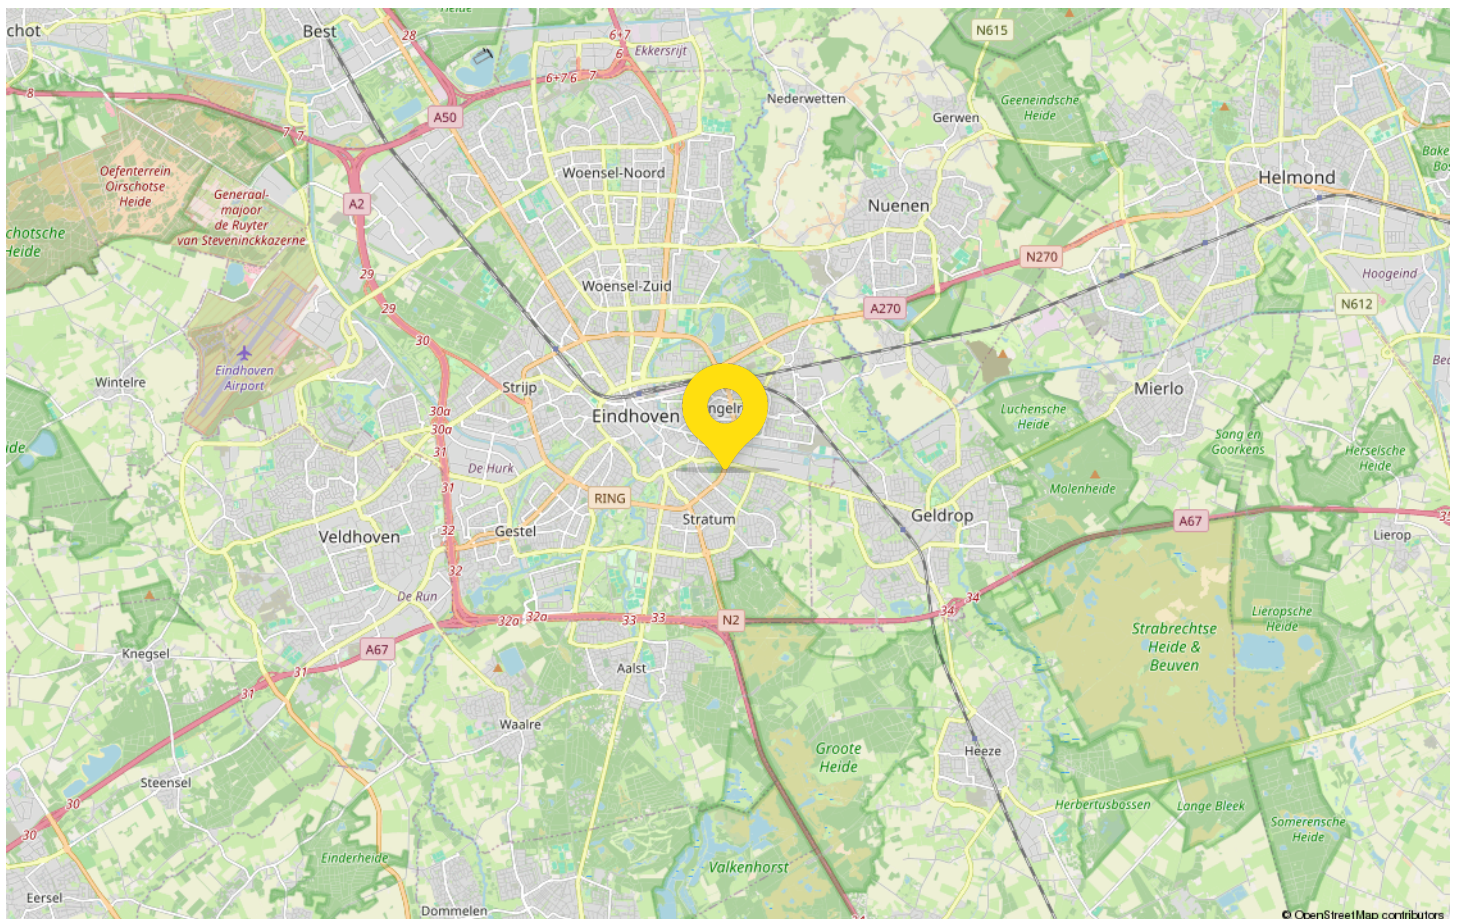 Heide
chot
Best
28
6+7
6
Ekkersrijt
N615
8
6+7 6
7
Nederwetten
Geeneindsche
Heide
A50
Gerwen
7
7
Oefenterrein
Oirschotse
Heide
Woensel-Noord
Helmond
Generaal-
majoor
de Ruyter
van Steveninckkazerne
A2
Nuenen
chotsche
Heide
29
N270
Hoogeind
Woensel-Zuid
29
A270
N612
30
Eindhoven
Airport
Wintelre
Strijp
Mierlo
30a
Eindhoven
Luchensche
Heide
30a
31
De Hurk
Sang en
Goorkens
Herselsche
Heide
31
RING
Molenheide
Stratum
Geldrop
A67
Veldhoven
32
Gestel
Lierop
32
De Run
34
34
Lieropsche
Heide
32a
32a
33
33
N2
Strabrechtse
Heide &
Beuven
Knegsel
A67
Aalst
31
31
Waalre
Groote
Heide
Heeze
Steensel
30
Herbertusbossen
Lange Bleek
Somerensche
Heide
30
Einderheide
Valkenhorst
Eersel
Dommelen
© OpenStreetMap contributors